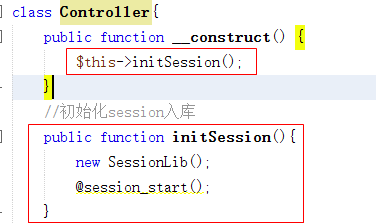 class Controller{
public function __construct() {
$this->initSession();
}
//初始化session入库
public function initSession(){
new SessionLib();
@session_start();
}